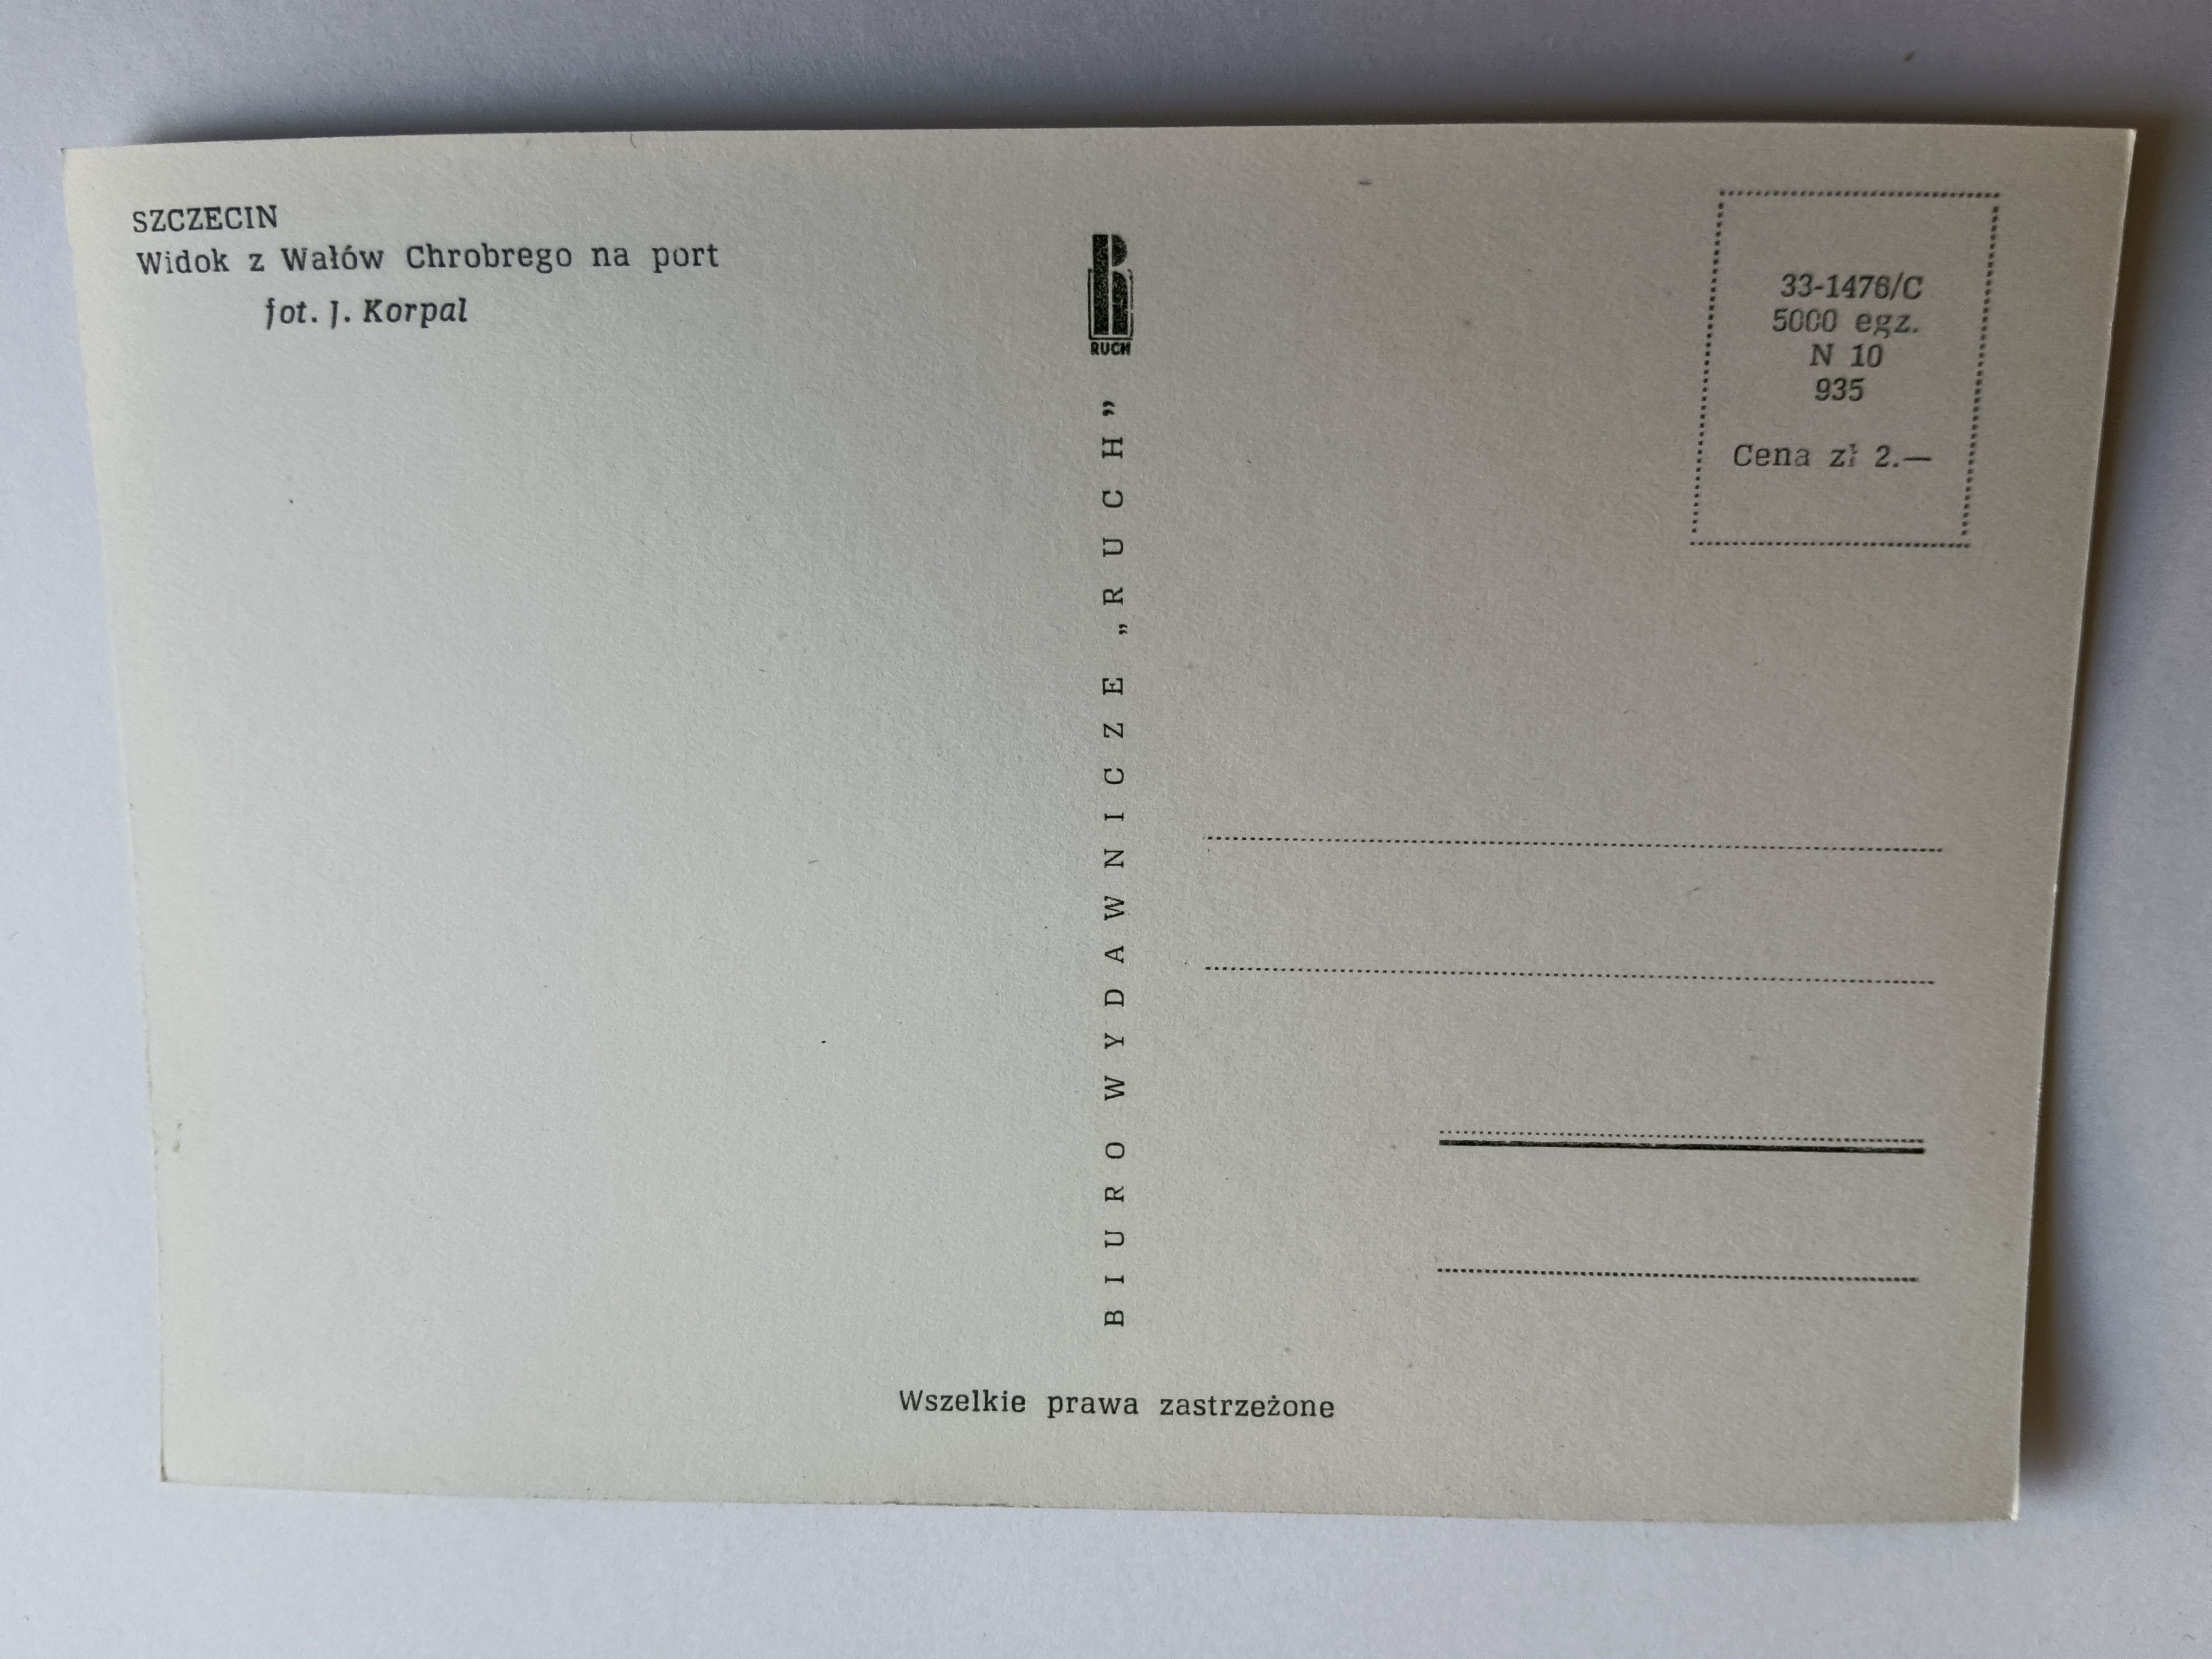 SZCZECIN
Widok z Wałów Chrobrego na port
fot. J. Korpal
RUCH
BIURO WYDAWNICZE „RUCH”
33-1476/C
5000 egz.
N 10
935
Cena zł 2.—
Wszelkie prawa zastrzeżone